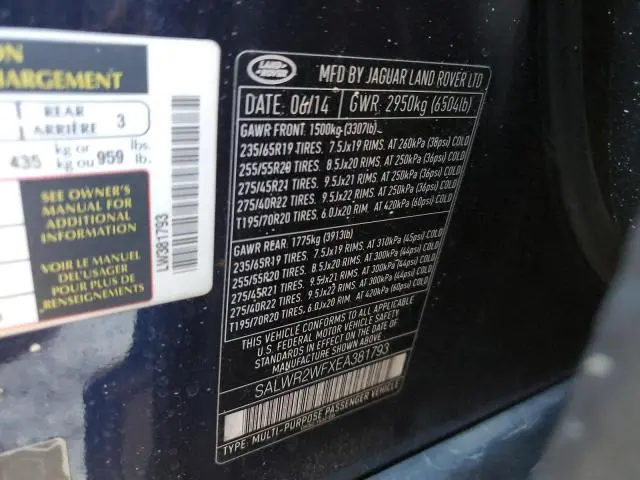 ON
HARGEMENT
REAR
ARRIÈRE 3
435 kg or kg ou 959 lb. lb.
SEE OWNER'S
MANUAL FOR
ADDITIONAL
INFORMATION
VOIR LE MANUEL
DE L'USAGER
POUR PLUS DE
RENSEIGNEMENTS
LW381793
LAND ROVER
MFD BY JAGUAR LAND ROVER LTD
DATE 06/14 GWR 2950kg (6504lb)
GAWR FRONT 1500kg (3307lb)
235/65R19 TIRES. 7.5Jx19 RIMS. AT 260kPa (38psi) COLD
255/55R20 TIRES. 8.5Jx20 RIMS. AT 250kPa (36psi) COLD
275/45R21 TIRES. 9.5Jx21 RIMS. AT 250kPa (36psi) COLD
275/40R22 TIRES. 9.5Jx22 RIMS. AT 250kPa (36psi) COLD
T195/70R20 TIRES. 6.0Jx20 RIM. AT 420kPa (60psi) COLD
GAWR REAR 1775kg (3913lb)
235/65R19 TIRES. 7.5Jx19 RIMS. AT 310kPa (45psi) COLD
255/55R20 TIRES. 8.5Jx20 RIMS. AT 300kPa (44psi) COLD
275/45R21 TIRES. 9.5Jx21 RIMS. AT 300kPa (44psi) COLD
275/40R22 TIRES. 9.5Jx22 RIMS. AT 300kPa (44psi) COLD
T195/70R20 TIRES. 6.0Jx20 RIM. AT 420kPa (60psi) COLD
THIS VEHICLE CONFORMS TO ALL APPLICABLE
U.S. FEDERAL MOTOR VEHICLE SAFETY
STANDARDS IN EFFECT ON THE DATE OF
MANUFACTURE SHOWN ABOVE
SALWR2WFXEA381793
TYPE: MULTI-PURPOSE PASSENGER VEHICLE